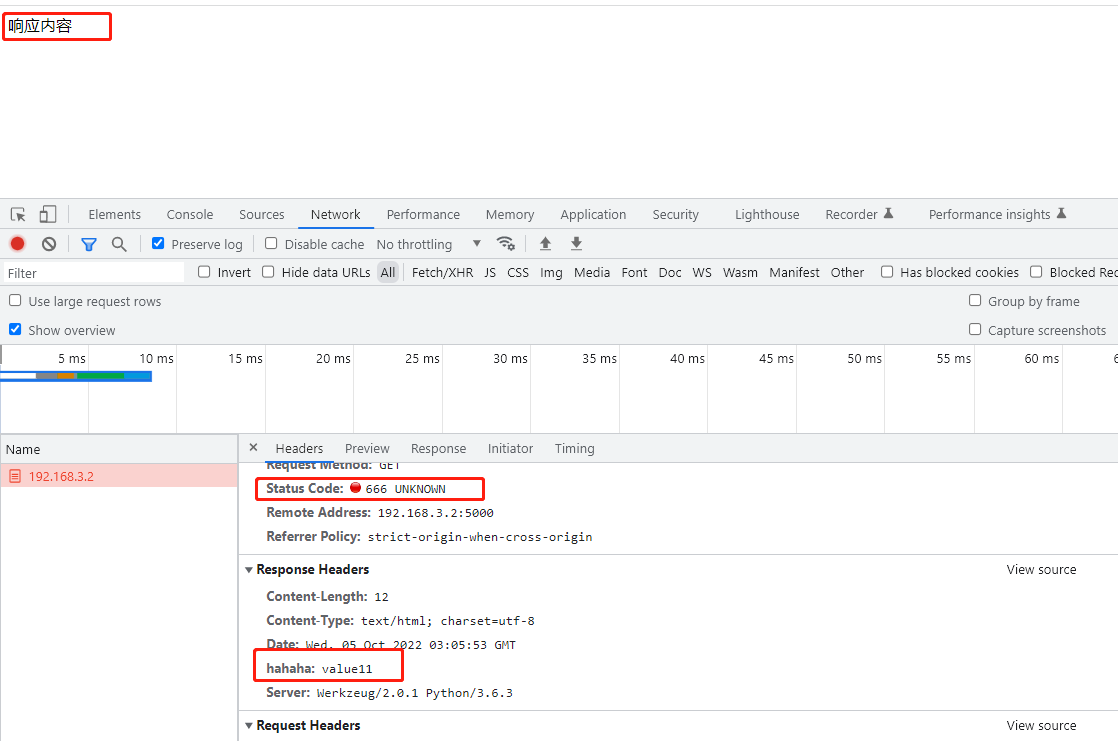 响应内容
Elements Console Sources Network Performance Memory Application Security Lighthouse Recorder Performance insights
Preserve log Disable cache No throttling
Filter Invert Hide data URLs All Fetch/XHR JS CSS Img Media Font Doc WS Wasm Manifest Other Has blocked cookies Blocked Req
Use large request rows Group by frame
Show overview Capture screenshots
5 ms 10 ms 15 ms 20 ms 25 ms 30 ms 35 ms 40 ms 45 ms 50 ms 55 ms 60 ms 6
Name × Headers Preview Response Initiator Timing
Request Method: GET
192.168.3.2
Status Code: 666 UNKNOWN
Remote Address: 192.168.3.2:5000
Referrer Policy: strict-origin-when-cross-origin
Response Headers View source
Content-Length: 12
Content-Type: text/html; charset=utf-8
Date: Wed, 05 Oct 2022 03:05:53 GMT
hahaha: value11
Server: Werkzeug/2.0.1 Python/3.6.3
Request Headers View source